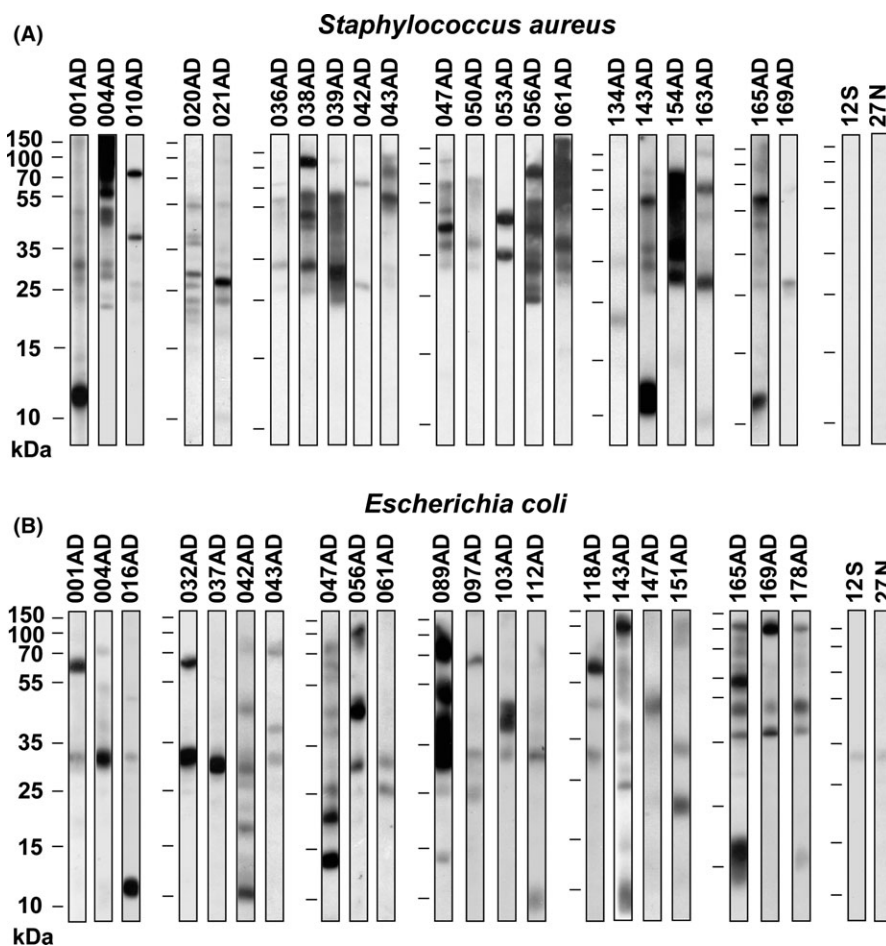 (A)
Staphylococcus aureus
001AD 004AD 010AD 020AD 021AD 036AD 038AD 039AD 042AD 043AD 047AD 050AD 053AD 056AD 061AD 134AD 143AD 154AD 163AD 165AD 169AD 12S 27N
150
100
70
55
35
25
15
10
kDa
(B)
Escherichia coli
001AD 004AD 016AD 032AD 037AD 042AD 043AD 047AD 056AD 061AD 089AD 097AD 103AD 112AD 118AD 143AD 147AD 151AD 165AD 169AD 178AD 12S 27N
150
100
70
55
35
25
15
10
kDa